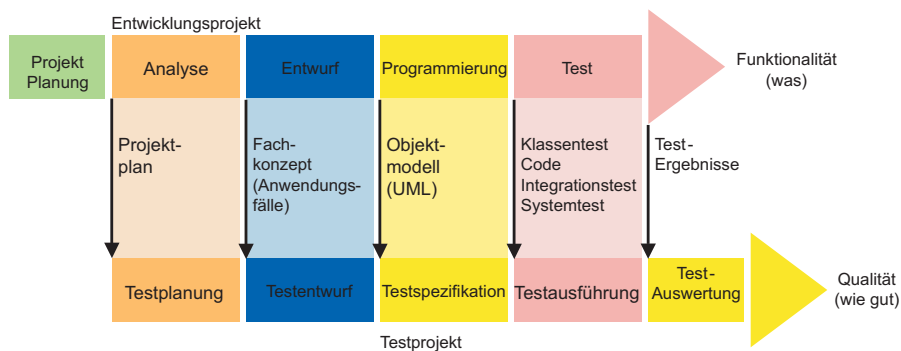 Entwicklungsprojekt
Projekt
Planung
Analyse
Entwurf
Programmierung
Test
Funktionalität
(was)
Projekt-
plan
Fach-
konzept
(Anwendungs-
fälle)
Objekt-
modell
(UML)
Klassentest
Code
Integrationstest
Systemtest
Test-
Ergebnisse
Testplanung
Testentwurf
Testspezifikation
Testausführung
Test-
Auswertung
Qualität
(wie gut)
Testprojekt